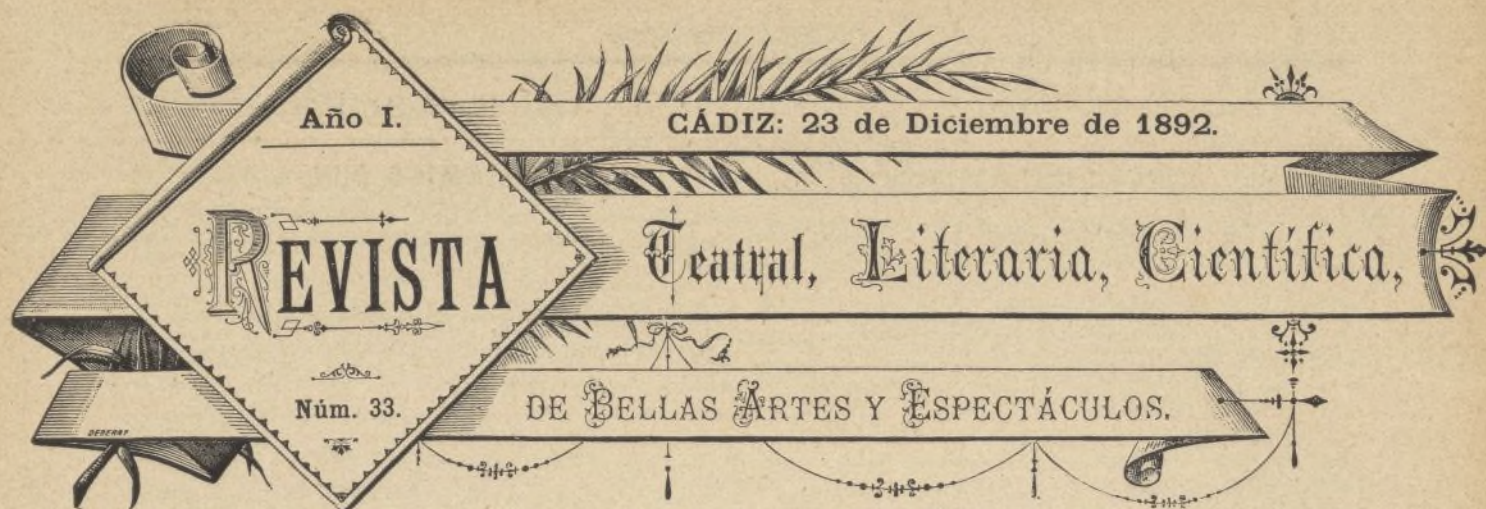 Año I.
CÁDIZ: 23 de Diciembre de 1892.
REVISTA
Teatral, Literaria, Científica,
Núm. 33.
DE BELLAS ARTES Y ESPECTÁCULOS.